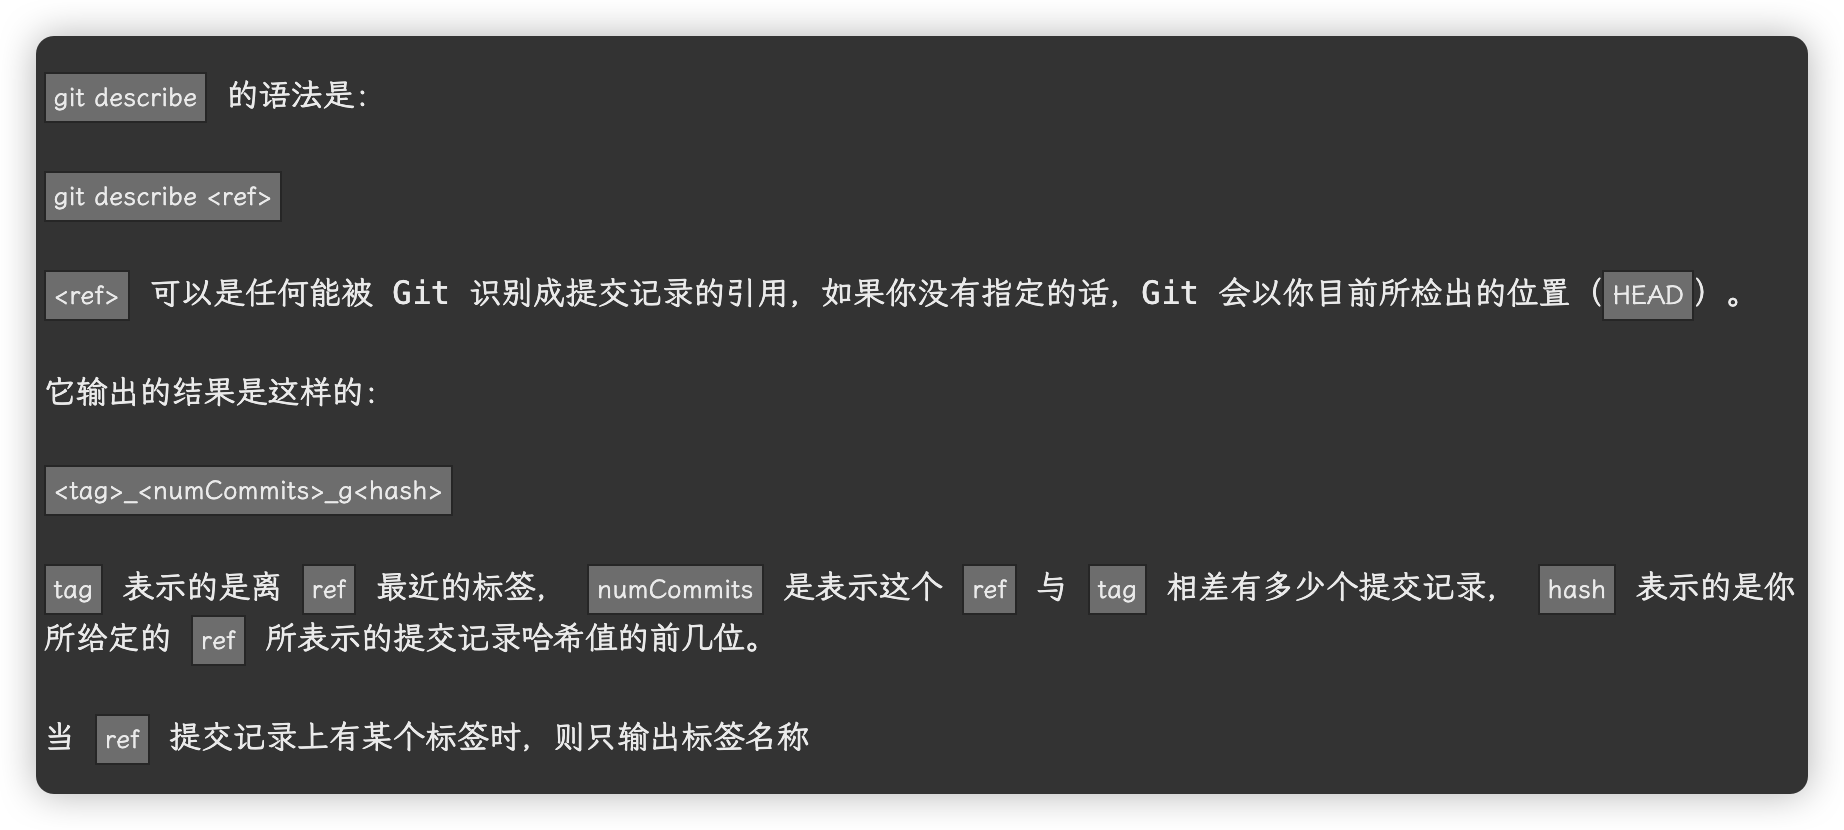 git describe 的语法是：
git describe <ref>
<ref> 可以是任何能被 Git 识别成提交记录的引用，如果你没有指定的话，Git 会以你目前所检出的位置（HEAD）。
它输出的结果是这样的：
<tag>_<numCommits>_g<hash>
tag 表示的是离 ref 最近的标签， numCommits 是表示这个 ref 与 tag 相差有多少个提交记录， hash 表示的是你
所给定的 ref 所表示的提交记录哈希值的前几位。
当 ref 提交记录上有某个标签时，则只输出标签名称